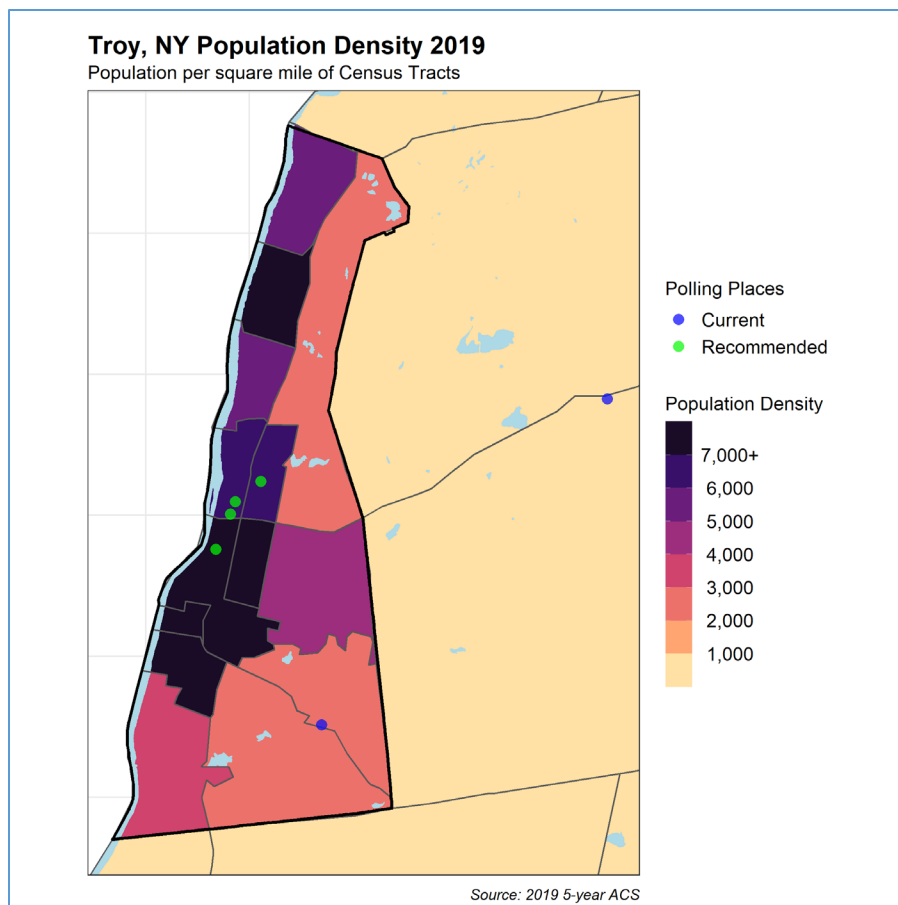 Troy, NY Population Density 2019
Population per square mile of Census Tracts
Polling Places
Current
Recommended
Population Density
7,000+
6,000
5,000
4,000
3,000
2,000
1,000
Source: 2019 5-year ACS